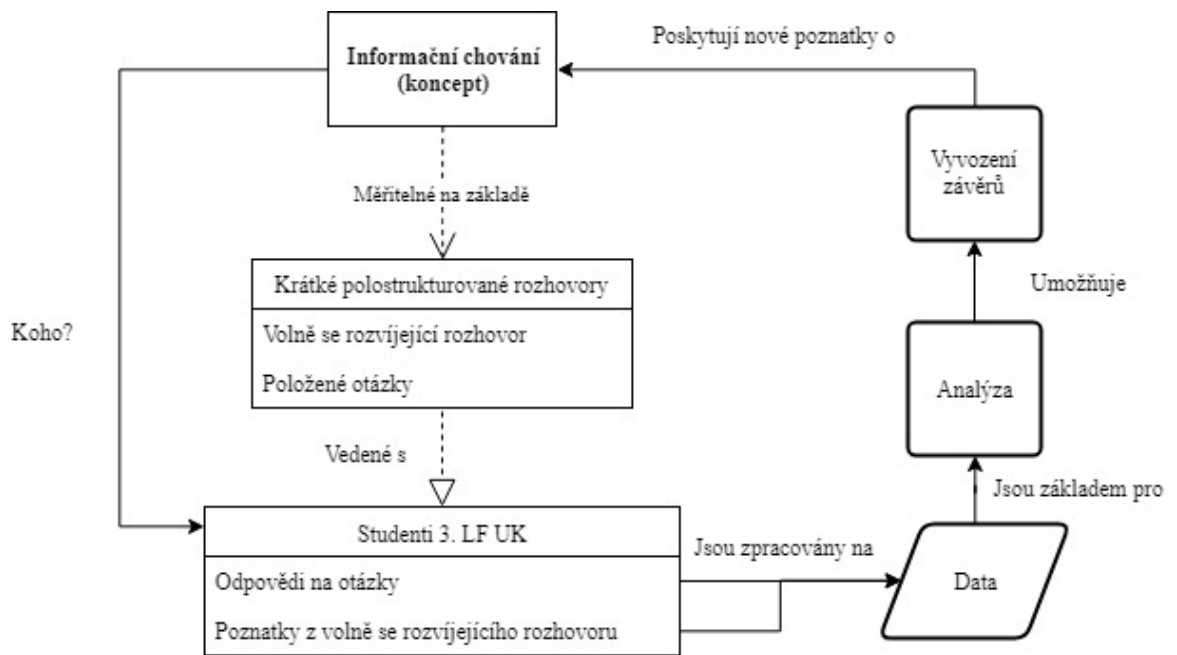 Informační chování
(koncept)
Poskytují nové poznatky o
Vyvození
závěrů
Měřitelné na základě
Krátké polostrukturované rozhovory
Volně se rozvíjející rozhovor
Položené otázky
Umožňuje
Koho?
Analýza
Vedené s
Jsou základem pro
Studenti 3. LF UK
Odpovědi na otázky
Poznatky z volně se rozvíjejícího rozhovoru
Jsou zpracovány na
Data